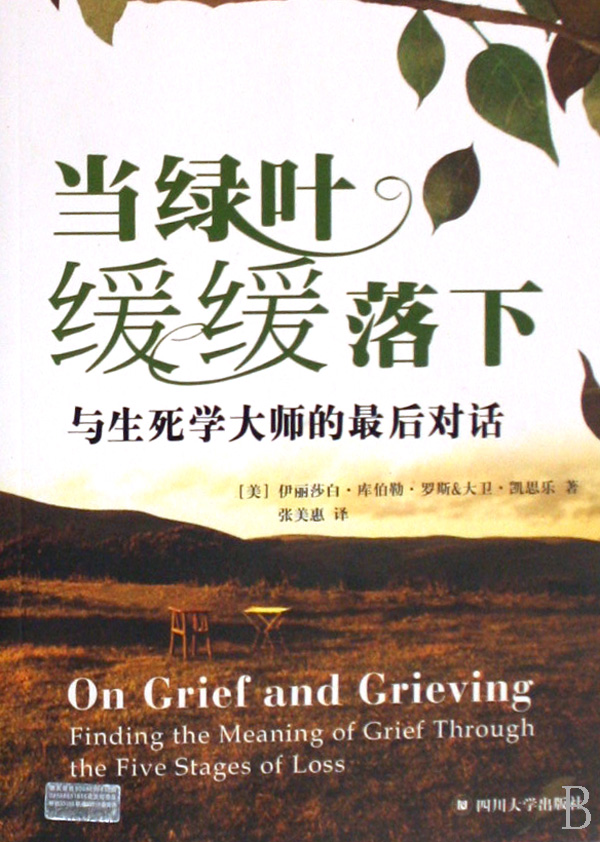 当绿叶
缓缓落下
与生死学大师的最后对话
[美] 伊丽莎白·库伯勒·罗斯&大卫·凯思乐 著
张美惠 译
On Grief and Grieving
Finding the Meaning of Grief Through
the Five Stages of Loss
四川大学出版社
B